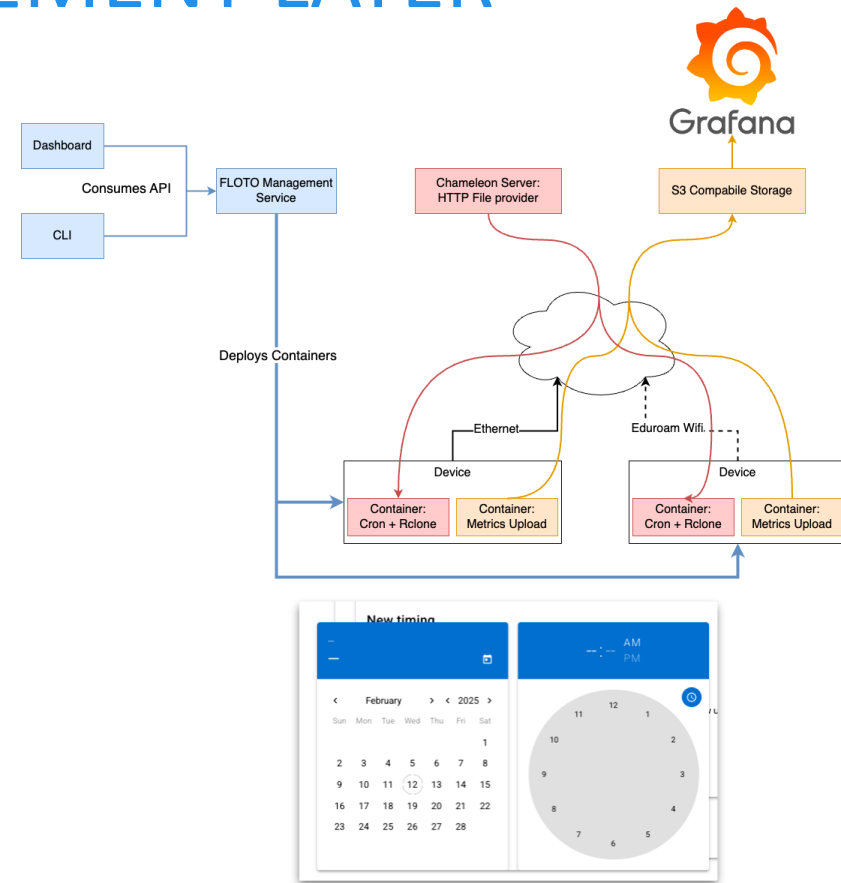 EMENT LAYER
Grafana
Dashboard
Consumes API
CLI
FLOTO Management
Service
Chameleon Server:
HTTP File provider
S3 Compabile Storage
Deploys Containers
Ethernet
Eduroam Wifi
Device
Container:
Cron + Rclone
Container:
Metrics Upload
Device
Container:
Cron + Rclone
Container:
Metrics Upload
New timing
--:-- AM
PM
February 2025
Sun Mon Tue Wed Thu Fri Sat
1
2 3 4 5 6 7 8
9 10 11 12 13 14 15
16 17 18 19 20 21 22
23 24 25 26 27 28
12
1
2
3
4
5
6
7
8
9
10
11